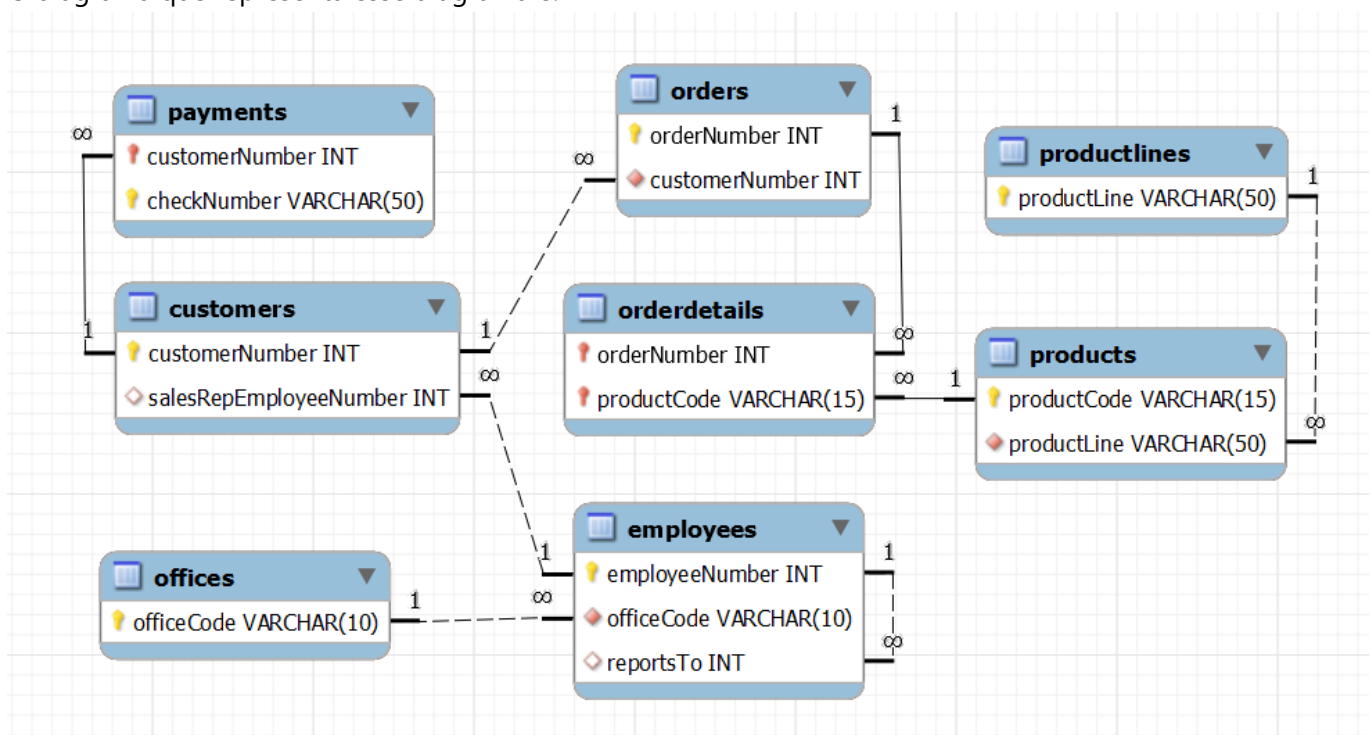 payments
customerNumber INT
checkNumber VARCHAR(50)
∞
1
customers
customerNumber INT
salesRepEmployeeNumber INT
1
∞
orders
orderNumber INT
customerNumber INT
∞
1
orderdetails
orderNumber INT
productCode VARCHAR(15)
∞
∞
productlines
productLine VARCHAR(50)
1
products
productCode VARCHAR(15)
productLine VARCHAR(50)
1
∞
offices
officeCode VARCHAR(10)
1
employees
employeeNumber INT
officeCode VARCHAR(10)
reportsTo INT
1
∞
1
∞